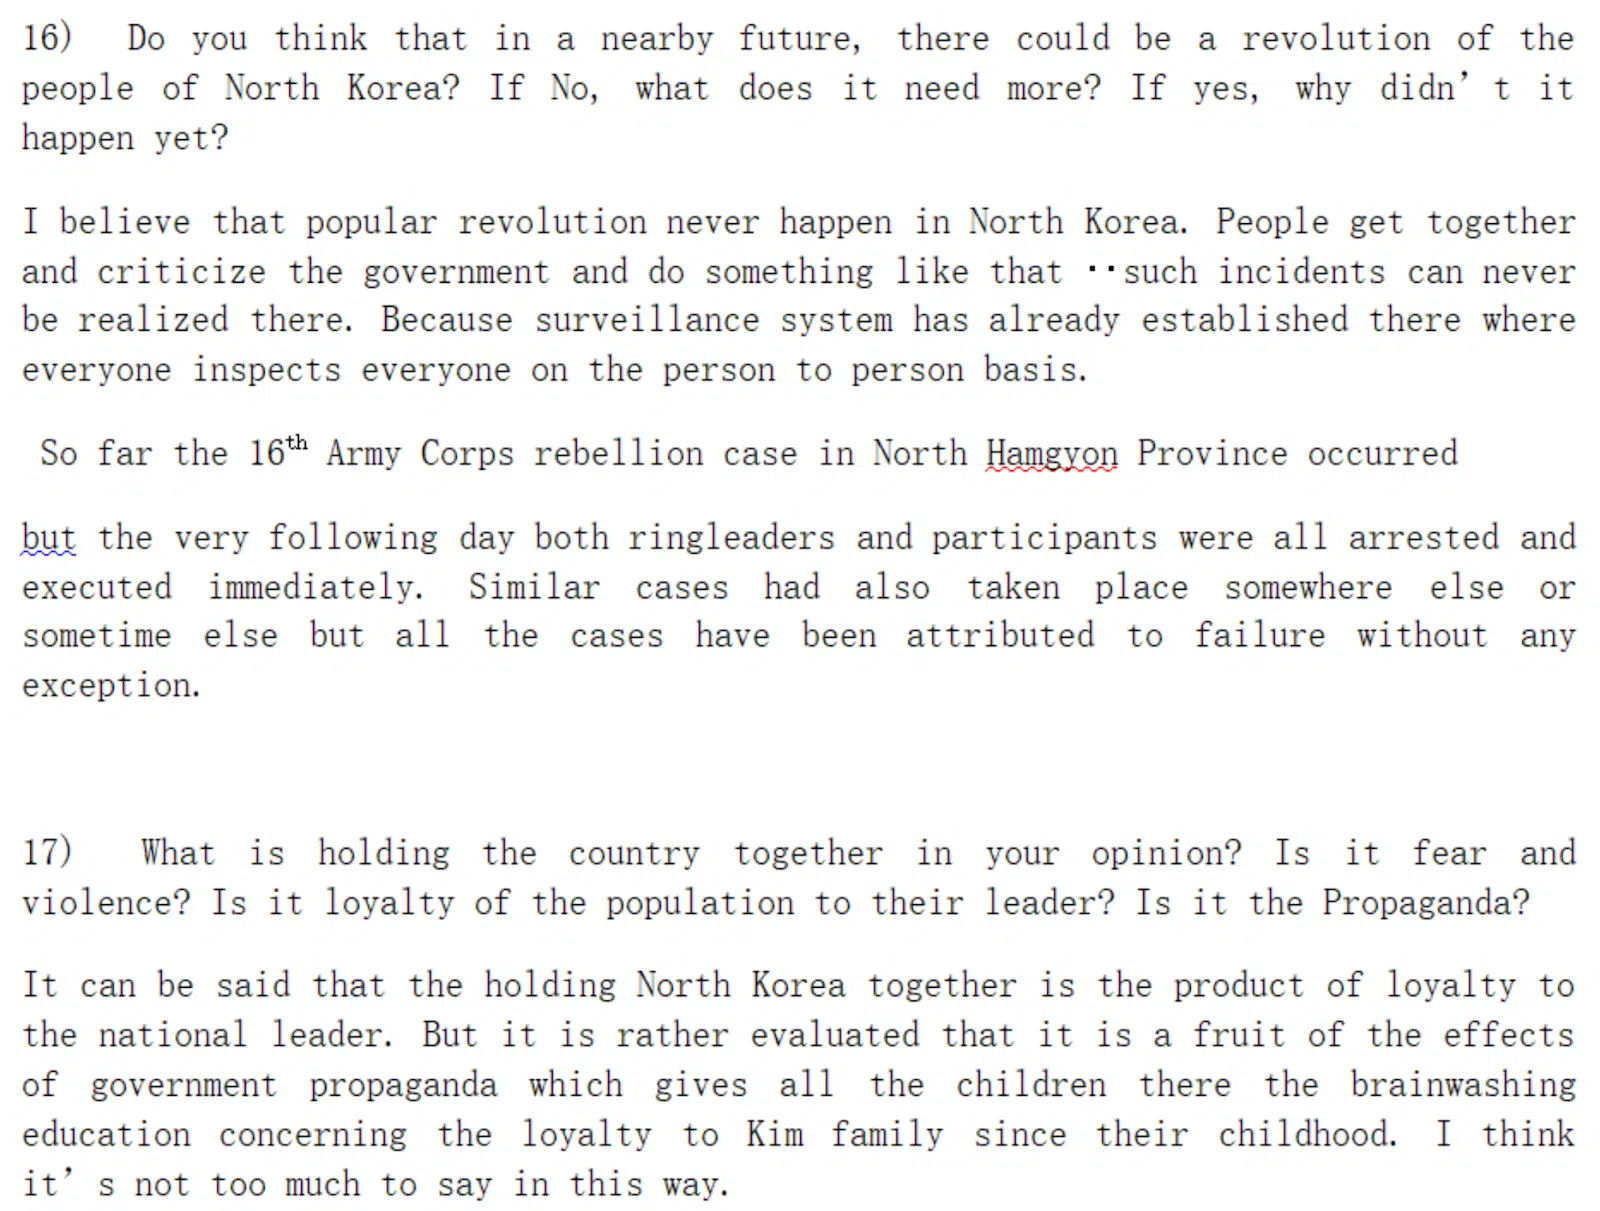 16) Do you think that in a nearby future, there could be a revolution of the
people of North Korea? If No, what does it need more? If yes, why didn’t it
happen yet?
I believe that popular revolution never happen in North Korea. People get together
and criticize the government and do something like that ‥such incidents can never
be realized there. Because surveillance system has already established there where
everyone inspects everyone on the person to person basis.
So far the 16th Army Corps rebellion case in North Hamgyon Province occurred
but the very following day both ringleaders and participants were all arrested and
executed immediately. Similar cases had also taken place somewhere else or
sometime else but all the cases have been attributed to failure without any
exception.
17) What is holding the country together in your opinion? Is it fear and
violence? Is it loyalty of the population to their leader? Is it the Propaganda?
It can be said that the holding North Korea together is the product of loyalty to
the national leader. But it is rather evaluated that it is a fruit of the effects
of government propaganda which gives all the children there the brainwashing
education concerning the loyalty to Kim family since their childhood. I think
it’s not too much to say in this way.